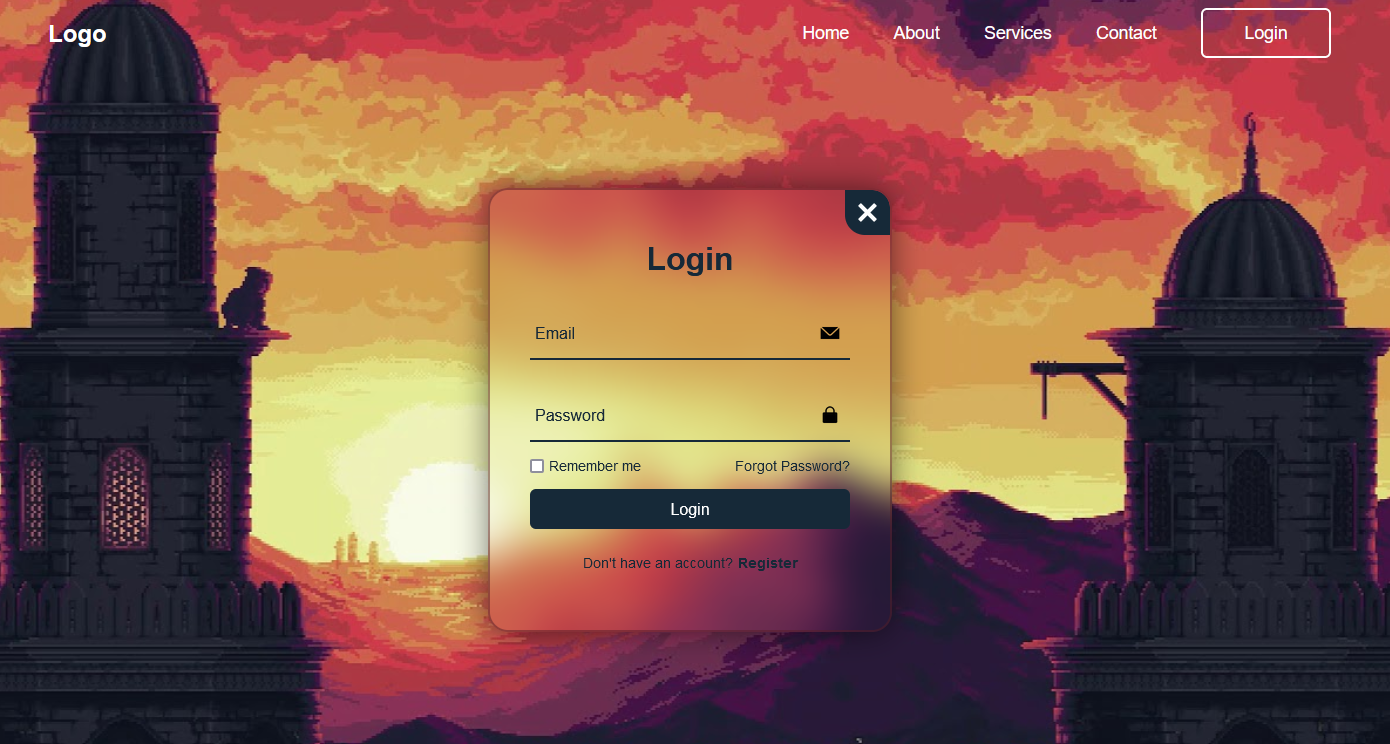 Logo Home About Services Contact Login
Login
Email
Password
Remember me Forgot Password?
Login
Don't have an account? Register